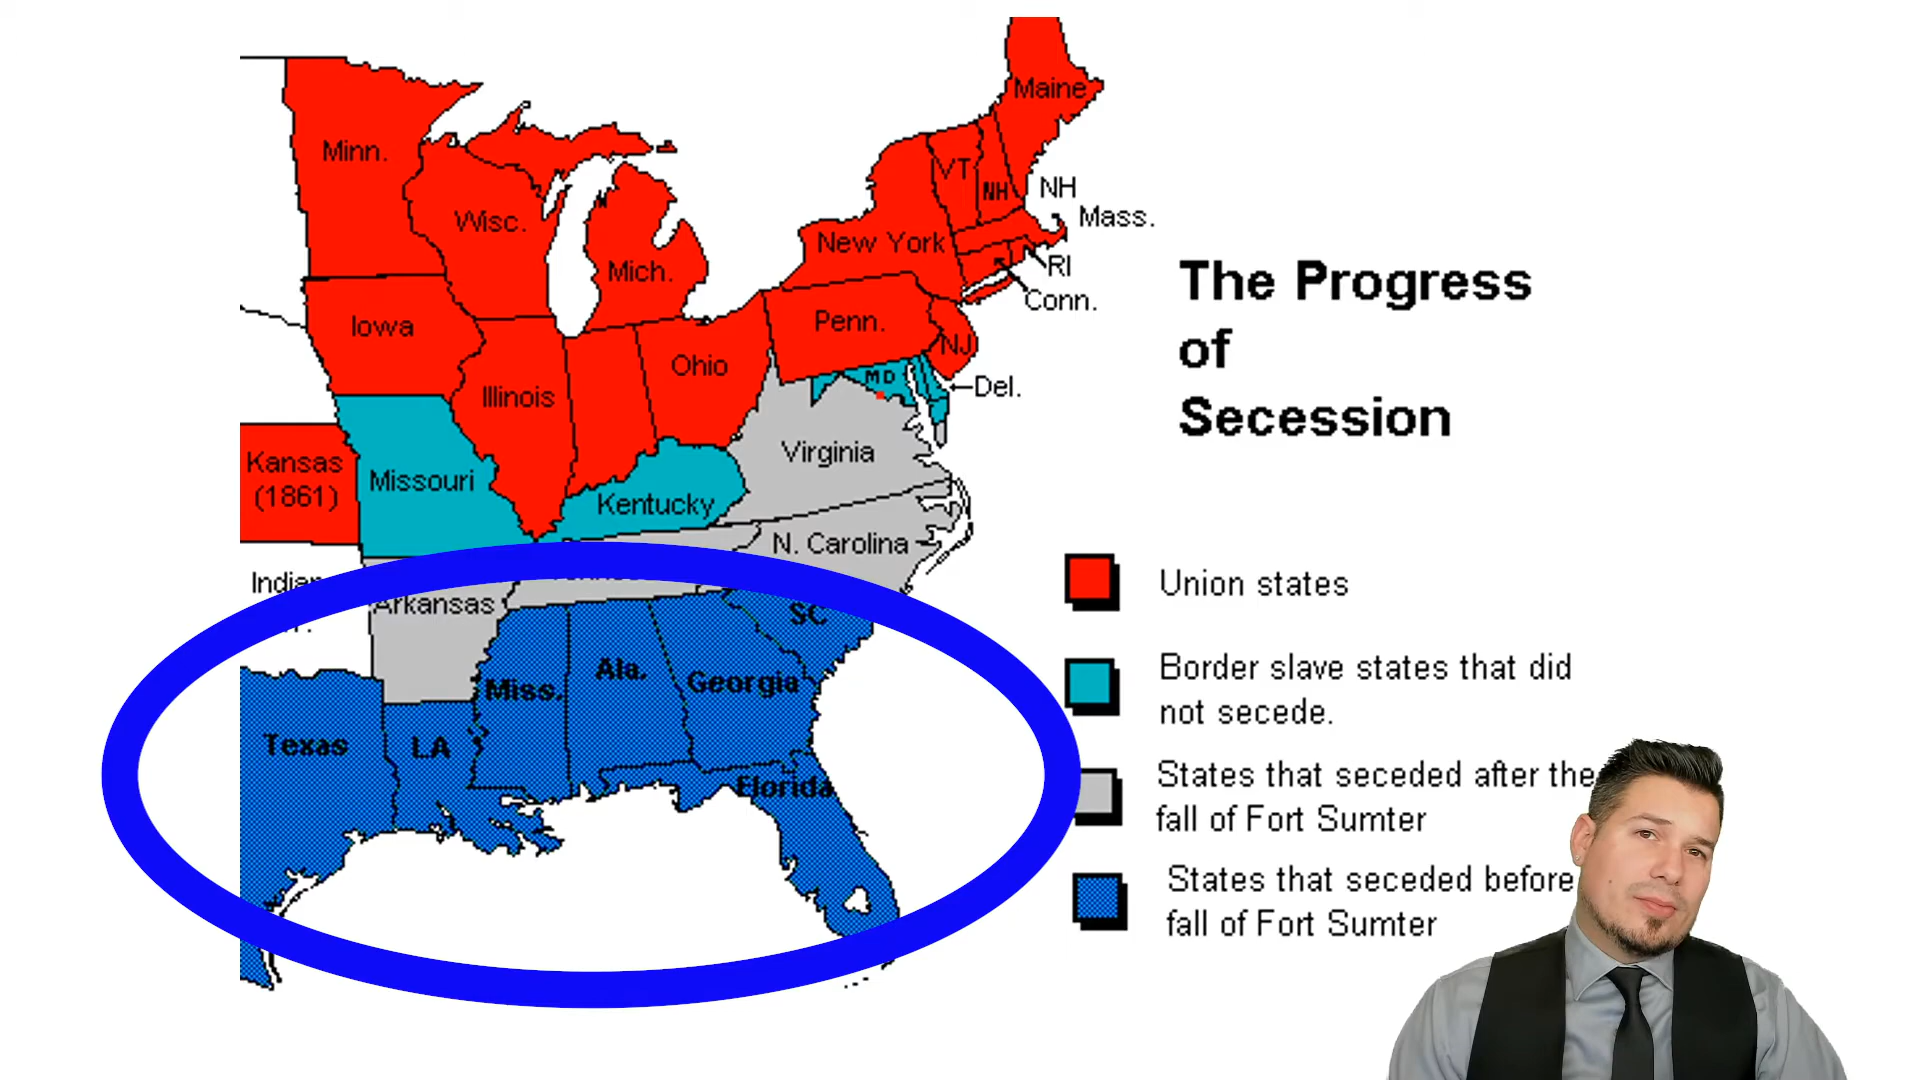 Maine
Minn.
VT
NH
NH
Wisc.
Mass.
New York
Mich.
RI
Conn.
Penn.
Iowa
NJ
Ohio
MD
Del.
Illinois
Virginia
Kansas
(1861)
Missouri
Kentucky
N. Carolina
Arkansas
SC
Ala.
Georgia
Miss.
Texas
LA
Florida
The Progress
of
Secession
Union states
Border slave states that did
not secede.
States that seceded after the
fall of Fort Sumter
States that seceded before
fall of Fort Sumter